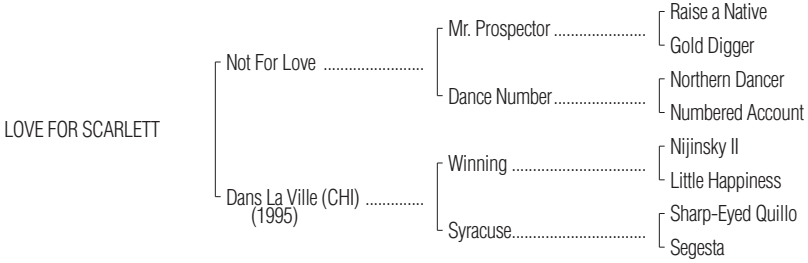 Raise a Native
Mr. Prospector ......................
Gold Digger
Not For Love ........................
Northern Dancer
Dance Number......................
Numbered Account
LOVE FOR SCARLETT
Nijinsky II
Winning ................................
Little Happiness
Dans La Ville (CHI) ..............
(1995)
Sharp-Eyed Quillo
Syracuse................................
Segesta